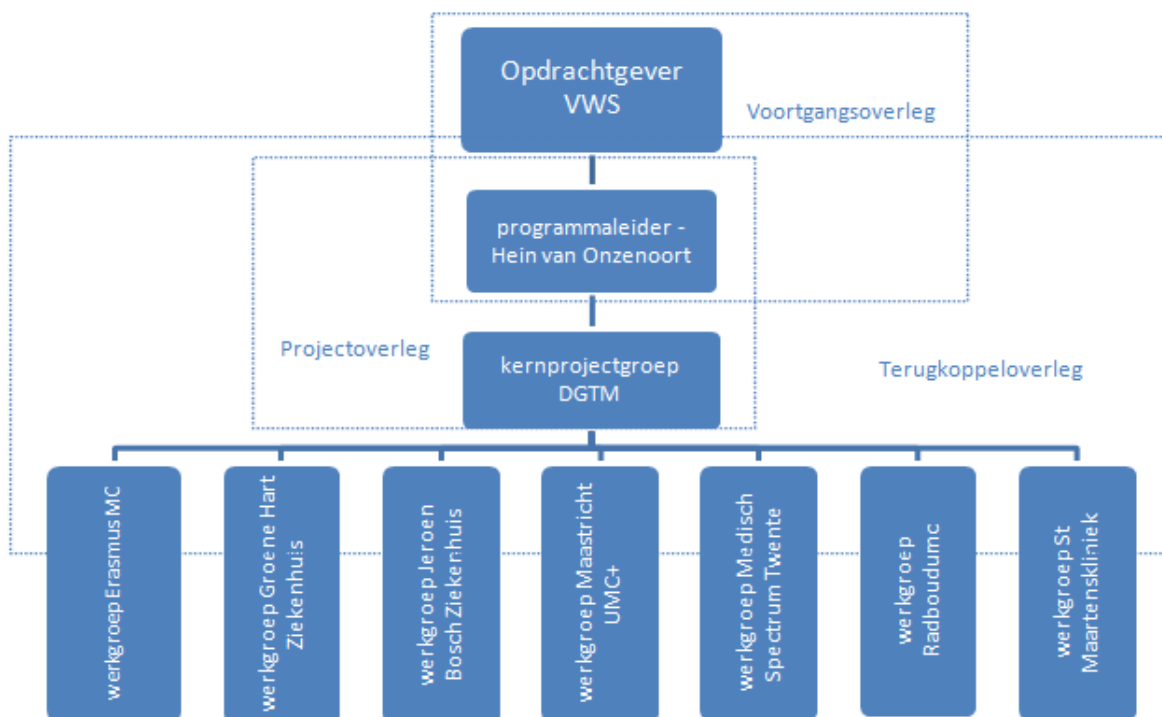 Opdrachtgever
VWS
Voortgangsoverleg
programmaleider -
Hein van Onzenoort
Projectoverleg
kernprojectgroep
DGTM
Terugkoppeloverleg
werkgroep Erasmus MC
werkgroep Groene Hart
Ziekenhuis
werkgroep Jeroen
Bosch Ziekenhuis
werkgroep Maastricht
UMC+
werkgroep Medisch
Spectrum Twente
werkgroep
Radboudumc
werkgroep St
Maartenskliniek